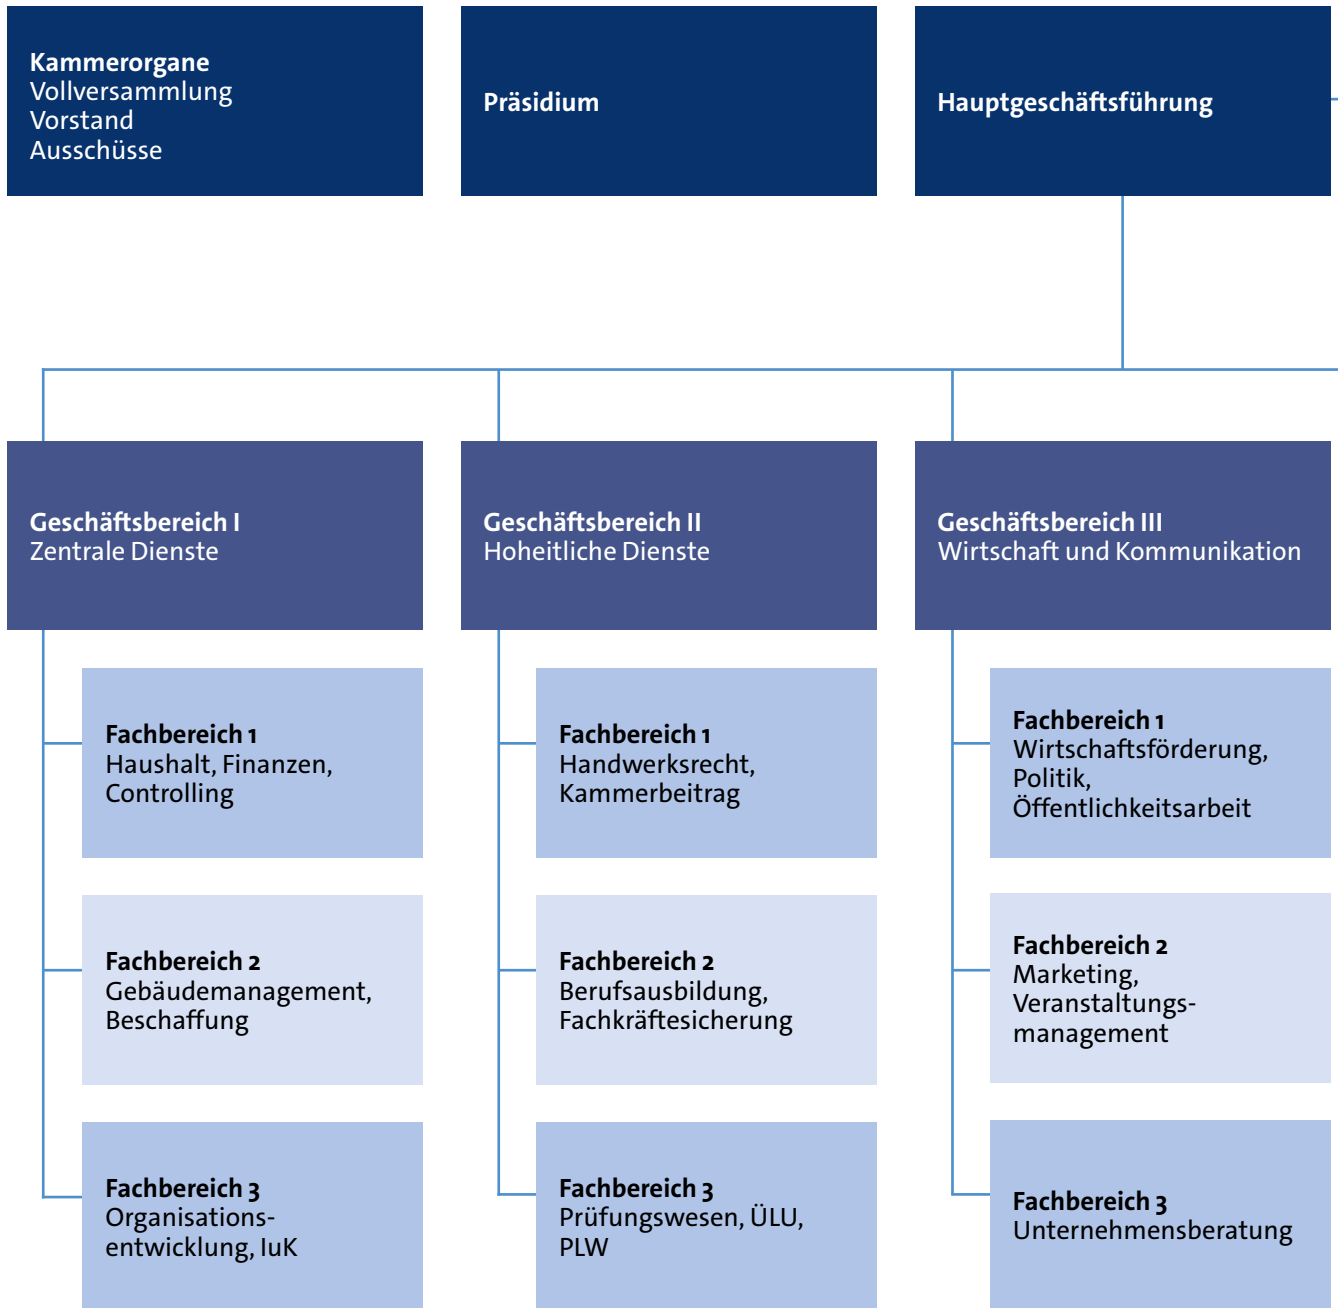 Kammerorgane
Vollversammlung
Vorstand
Ausschüsse
Präsidium
Hauptgeschäftsführung
Geschäftsbereich I
Zentrale Dienste
Geschäftsbereich II
Hoheitliche Dienste
Geschäftsbereich III
Wirtschaft und Kommunikation
Fachbereich 1
Haushalt, Finanzen,
Controlling
Fachbereich 1
Handwerksrecht,
Kammerbeitrag
Fachbereich 1
Wirtschaftsförderung,
Politik,
Öffentlichkeitsarbeit
Fachbereich 2
Gebäudemanagement,
Beschaffung
Fachbereich 2
Berufsausbildung,
Fachkräftesicherung
Fachbereich 2
Marketing,
Veranstaltungs-
management
Fachbereich 3
Organisations-
entwicklung, IuK
Fachbereich 3
Prüfungswesen, ÜLU,
PLW
Fachbereich 3
Unternehmensberatung